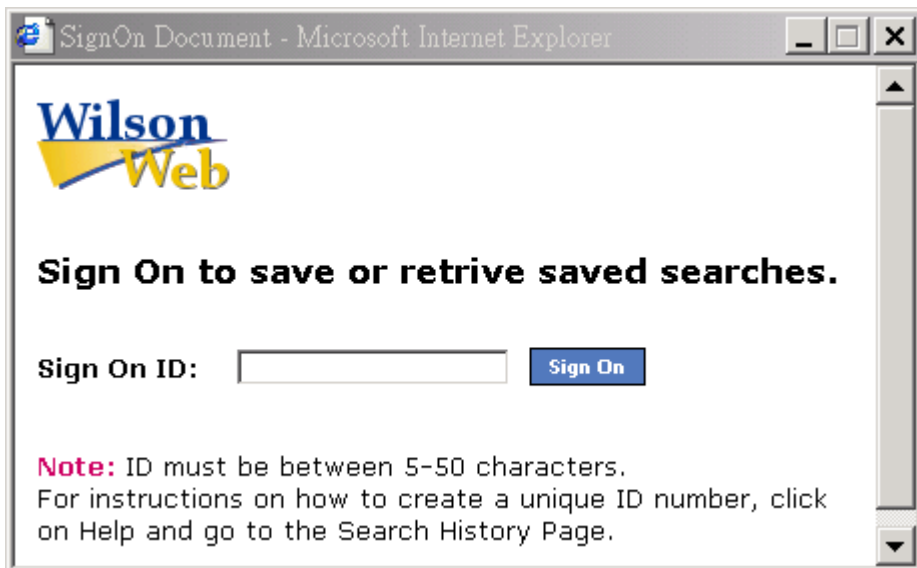 SignOn Document - Microsoft Internet Explorer
Wilson
Web
Sign On to save or retrive saved searches.
Sign On ID: Sign On
Note: ID must be between 5-50 characters.
For instructions on how to create a unique ID number, click
on Help and go to the Search History Page.